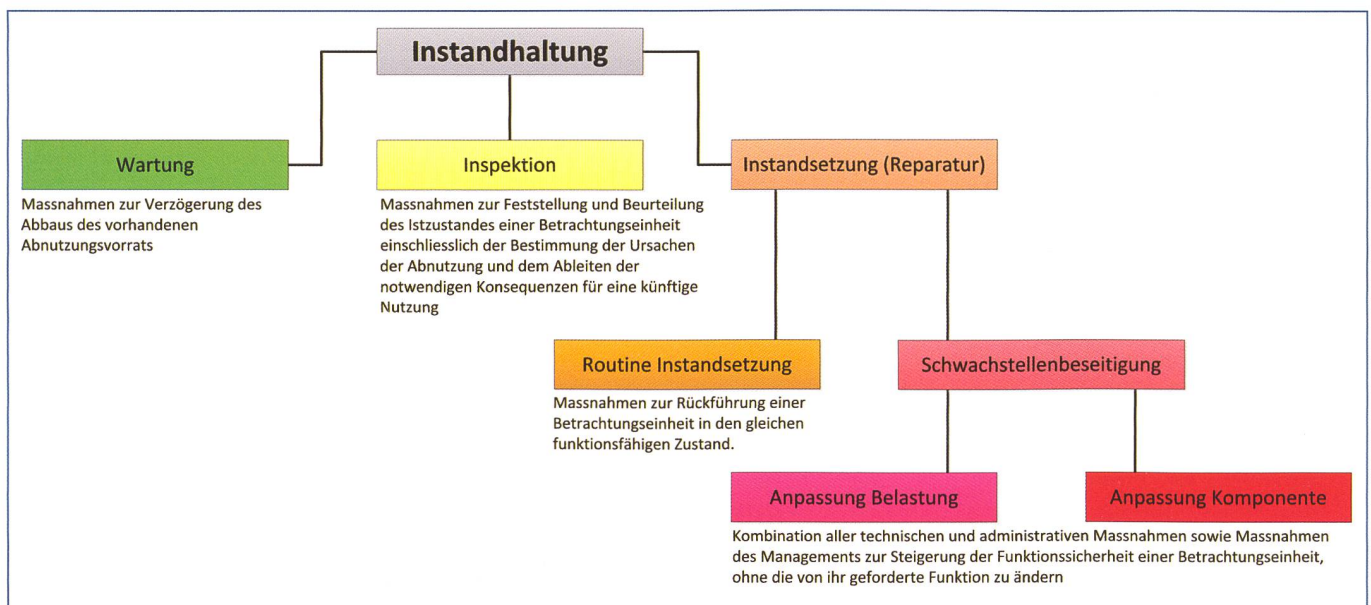 Instandhaltung
Wartung
Massnahmen zur Verzögerung des
Abbaus des vorhandenen
Abnutzungsvorrats
Inspektion
Massnahmen zur Feststellung und Beurteilung
des Istzustandes einer Betrachtungseinheit
einschliesslich der Bestimmung der Ursachen
der Abnutzung und dem Ableiten der
notwendigen Konsequenzen für eine künftige
Nutzung
Instandsetzung (Reparatur)
Routine Instandsetzung
Massnahmen zur Rückführung einer
Betrachtungseinheit in den gleichen
funktionsfähigen Zustand.
Schwachstellenbeseitigung
Anpassung Belastung
Anpassung Komponente
Kombination aller technischen und administrativen Massnahmen sowie Massnahmen
des Managements zur Steigerung der Funktionssicherheit einer Betrachtungseinheit,
ohne die von ihr geforderte Funktion zu ändern